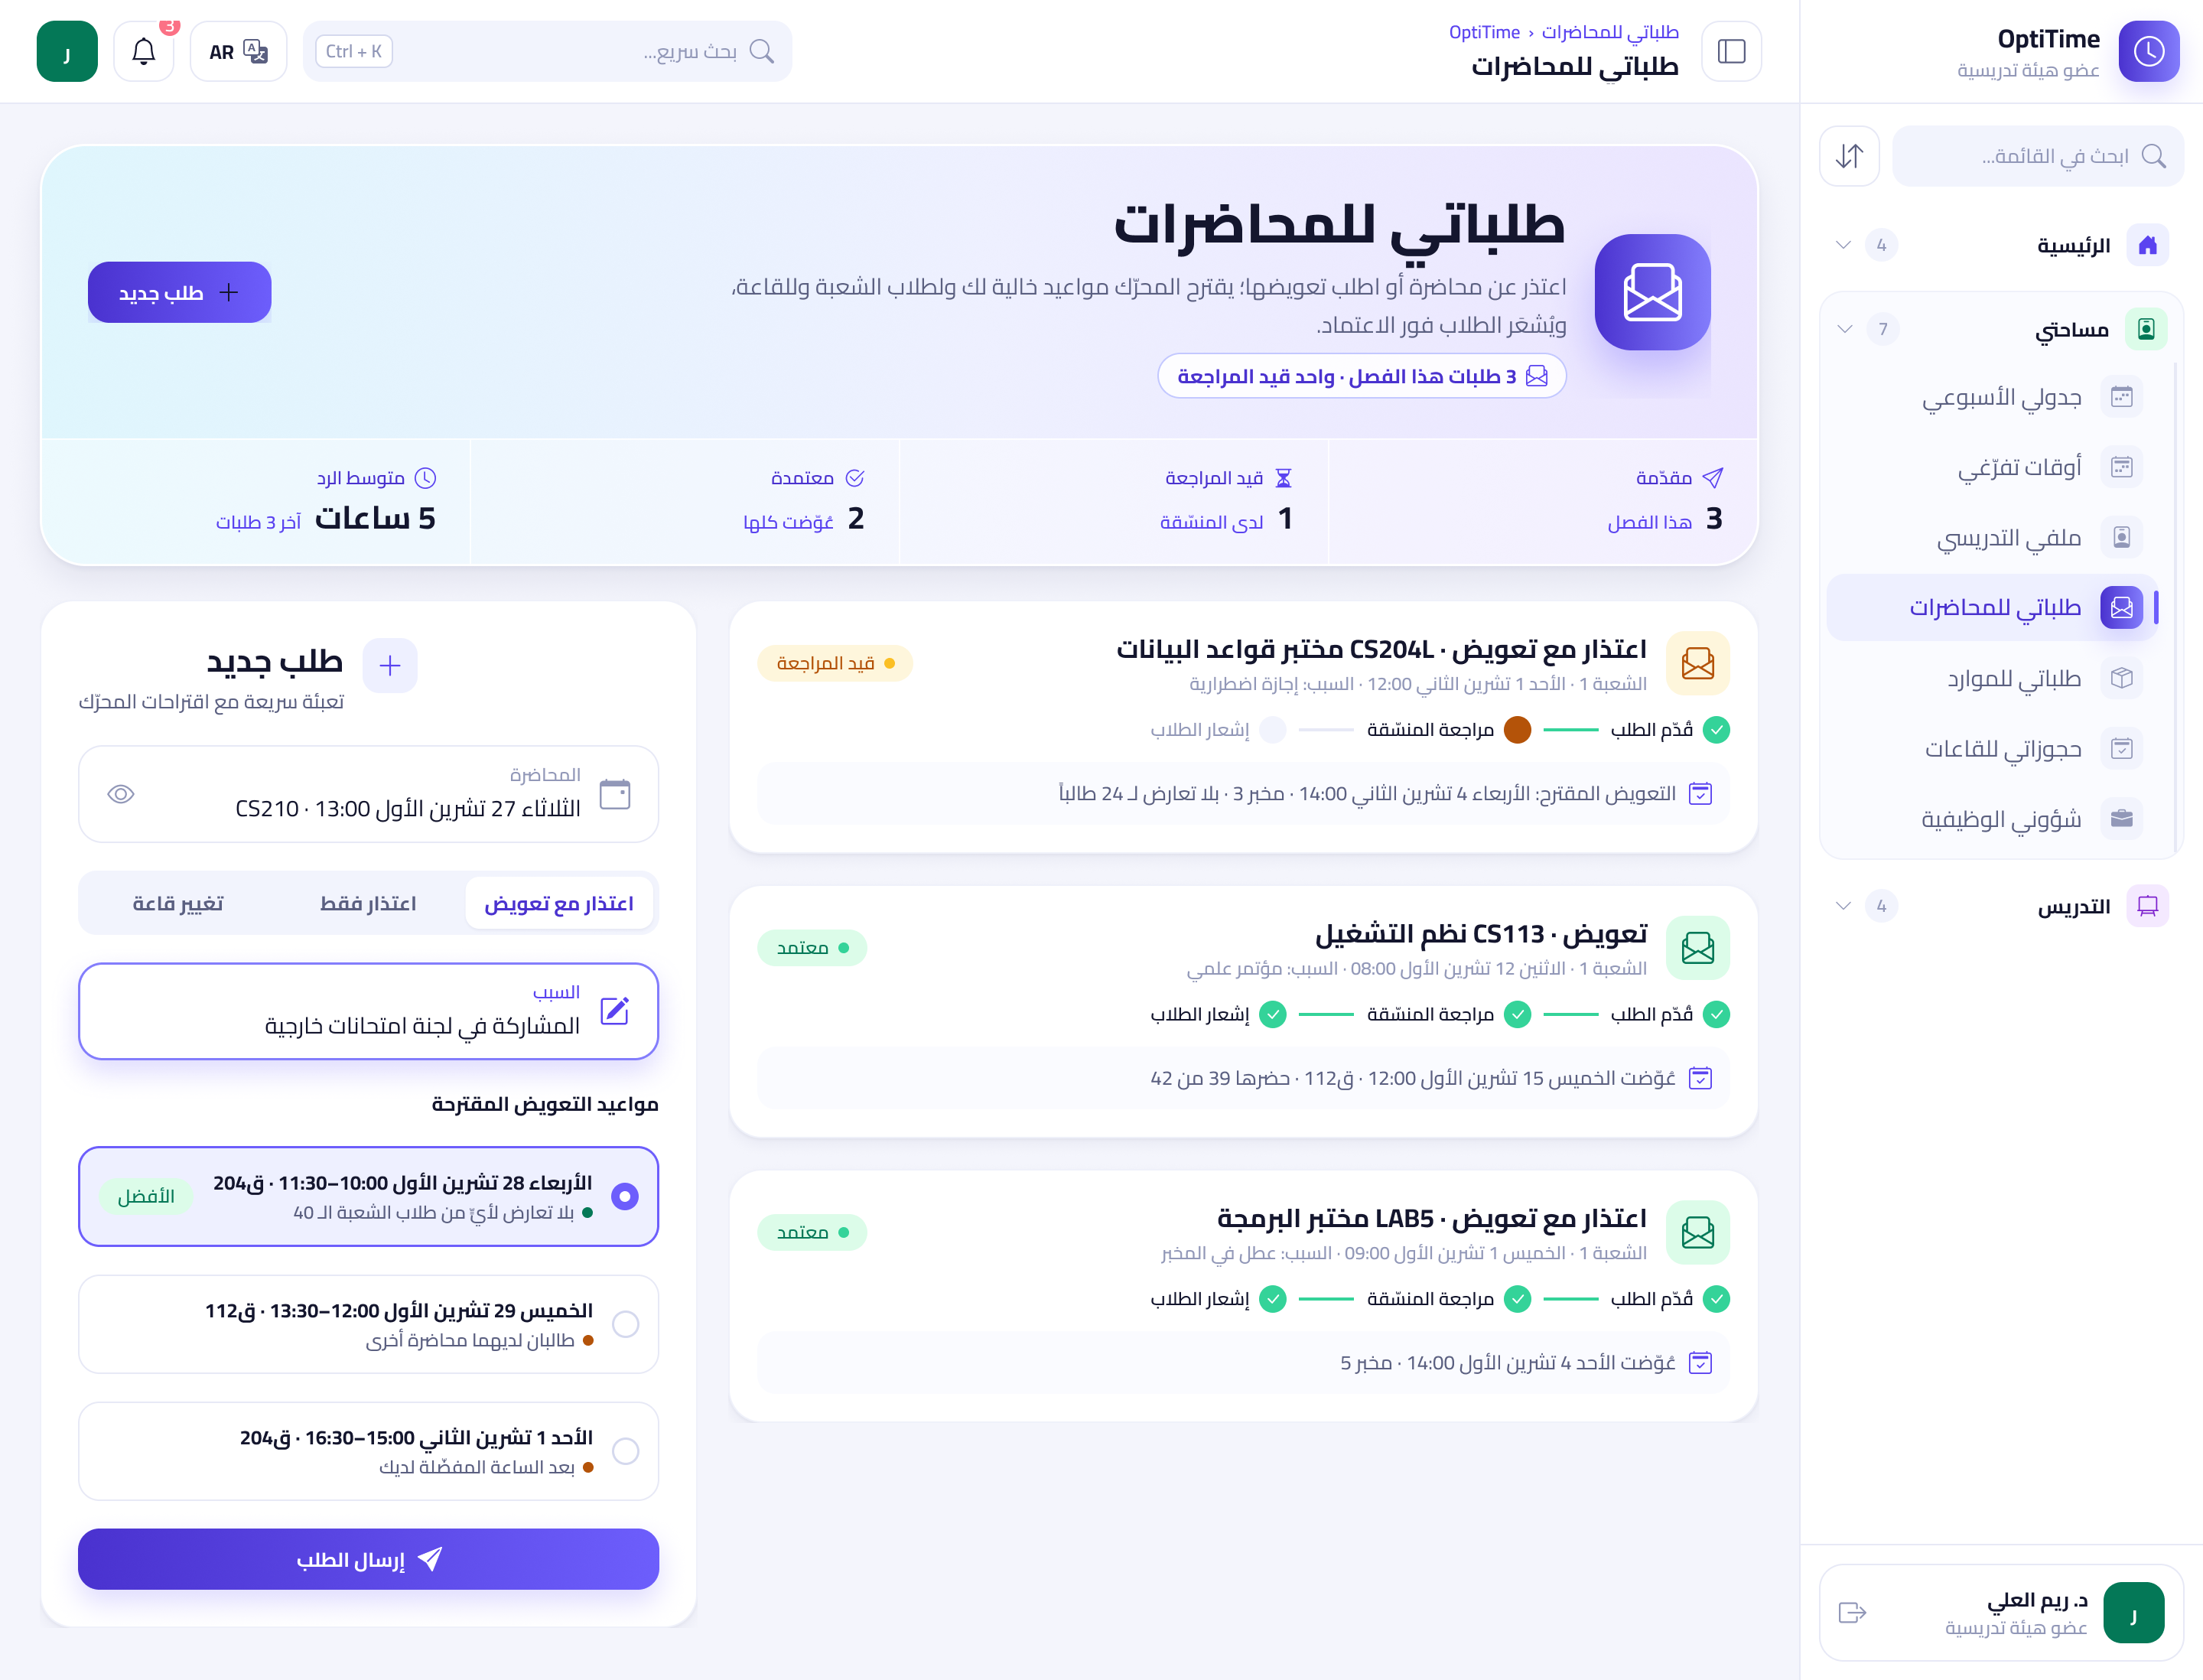 OptiTime
عضو هيئة تدريسية
ابحث في القائمة...
الرئيسية
4
مساحتي
7
جدولي الأسبوعي
أوقات تفرّغي
ملفي التدريسي
طلباتي للمحاضرات
طلباتي للموارد
حجوزاتي للقاعات
شؤوني الوظيفية
التدريس
4
ر
د. ريم العلي
عضو هيئة تدريسية
طلباتي للمحاضرات › OptiTime
طلباتي للمحاضرات
بحث سريع...
Ctrl + K
AR
3
ر
طلباتي للمحاضرات
اعتذر عن محاضرة أو اطلب تعويضها؛ يقترح المحرّك مواعيد خالية لك ولطلاب الشعبة وللقاعة،
ويُشعَر الطلاب فور الاعتماد.
3 طلبات هذا الفصل · واحد قيد المراجعة
طلب جديد
مقدّمة
3 هذا الفصل
قيد المراجعة
1 لدى المنسّقة
معتمدة
2 عُوّضت كلها
متوسط الرد
5 ساعات آخر 3 طلبات
اعتذار مع تعويض · CS204L مختبر قواعد البيانات
الشعبة 1 · الأحد 1 تشرين الثاني 12:00 · السبب: إجازة اضطرارية
قيد المراجعة
قُدّم الطلب
مراجعة المنسّقة
إشعار الطلاب
التعويض المقترح: الأربعاء 4 تشرين الثاني 14:00 · مخبر 3 · بلا تعارض لـ 24 طالباً
تعويض · CS113 نظم التشغيل
الشعبة 1 · الاثنين 12 تشرين الأول 08:00 · السبب: مؤتمر علمي
معتمد
قُدّم الطلب
مراجعة المنسّقة
إشعار الطلاب
عُوّضت الخميس 15 تشرين الأول 12:00 · ق112 · حضرها 39 من 42
اعتذار مع تعويض · LAB5 مختبر البرمجة
الشعبة 1 · الخميس 1 تشرين الأول 09:00 · السبب: عطل في المخبر
معتمد
قُدّم الطلب
مراجعة المنسّقة
إشعار الطلاب
عُوّضت الأحد 4 تشرين الأول 14:00 · مخبر 5
طلب جديد
تعبئة سريعة مع اقتراحات المحرّك
المحاضرة
الثلاثاء 27 تشرين الأول 13:00 · CS210
اعتذار مع تعويض
اعتذار فقط
تغيير قاعة
السبب
المشاركة في لجنة امتحانات خارجية
مواعيد التعويض المقترحة
الأربعاء 28 تشرين الأول 10:00–11:30 · ق204
بلا تعارض لأيٍّ من طلاب الشعبة الـ 40
الأفضل
الخميس 29 تشرين الأول 12:00–13:30 · ق112
طالبان لديهما محاضرة أخرى
الأحد 1 تشرين الثاني 15:00–16:30 · ق204
بعد الساعة المفضّلة لديك
إرسال الطلب